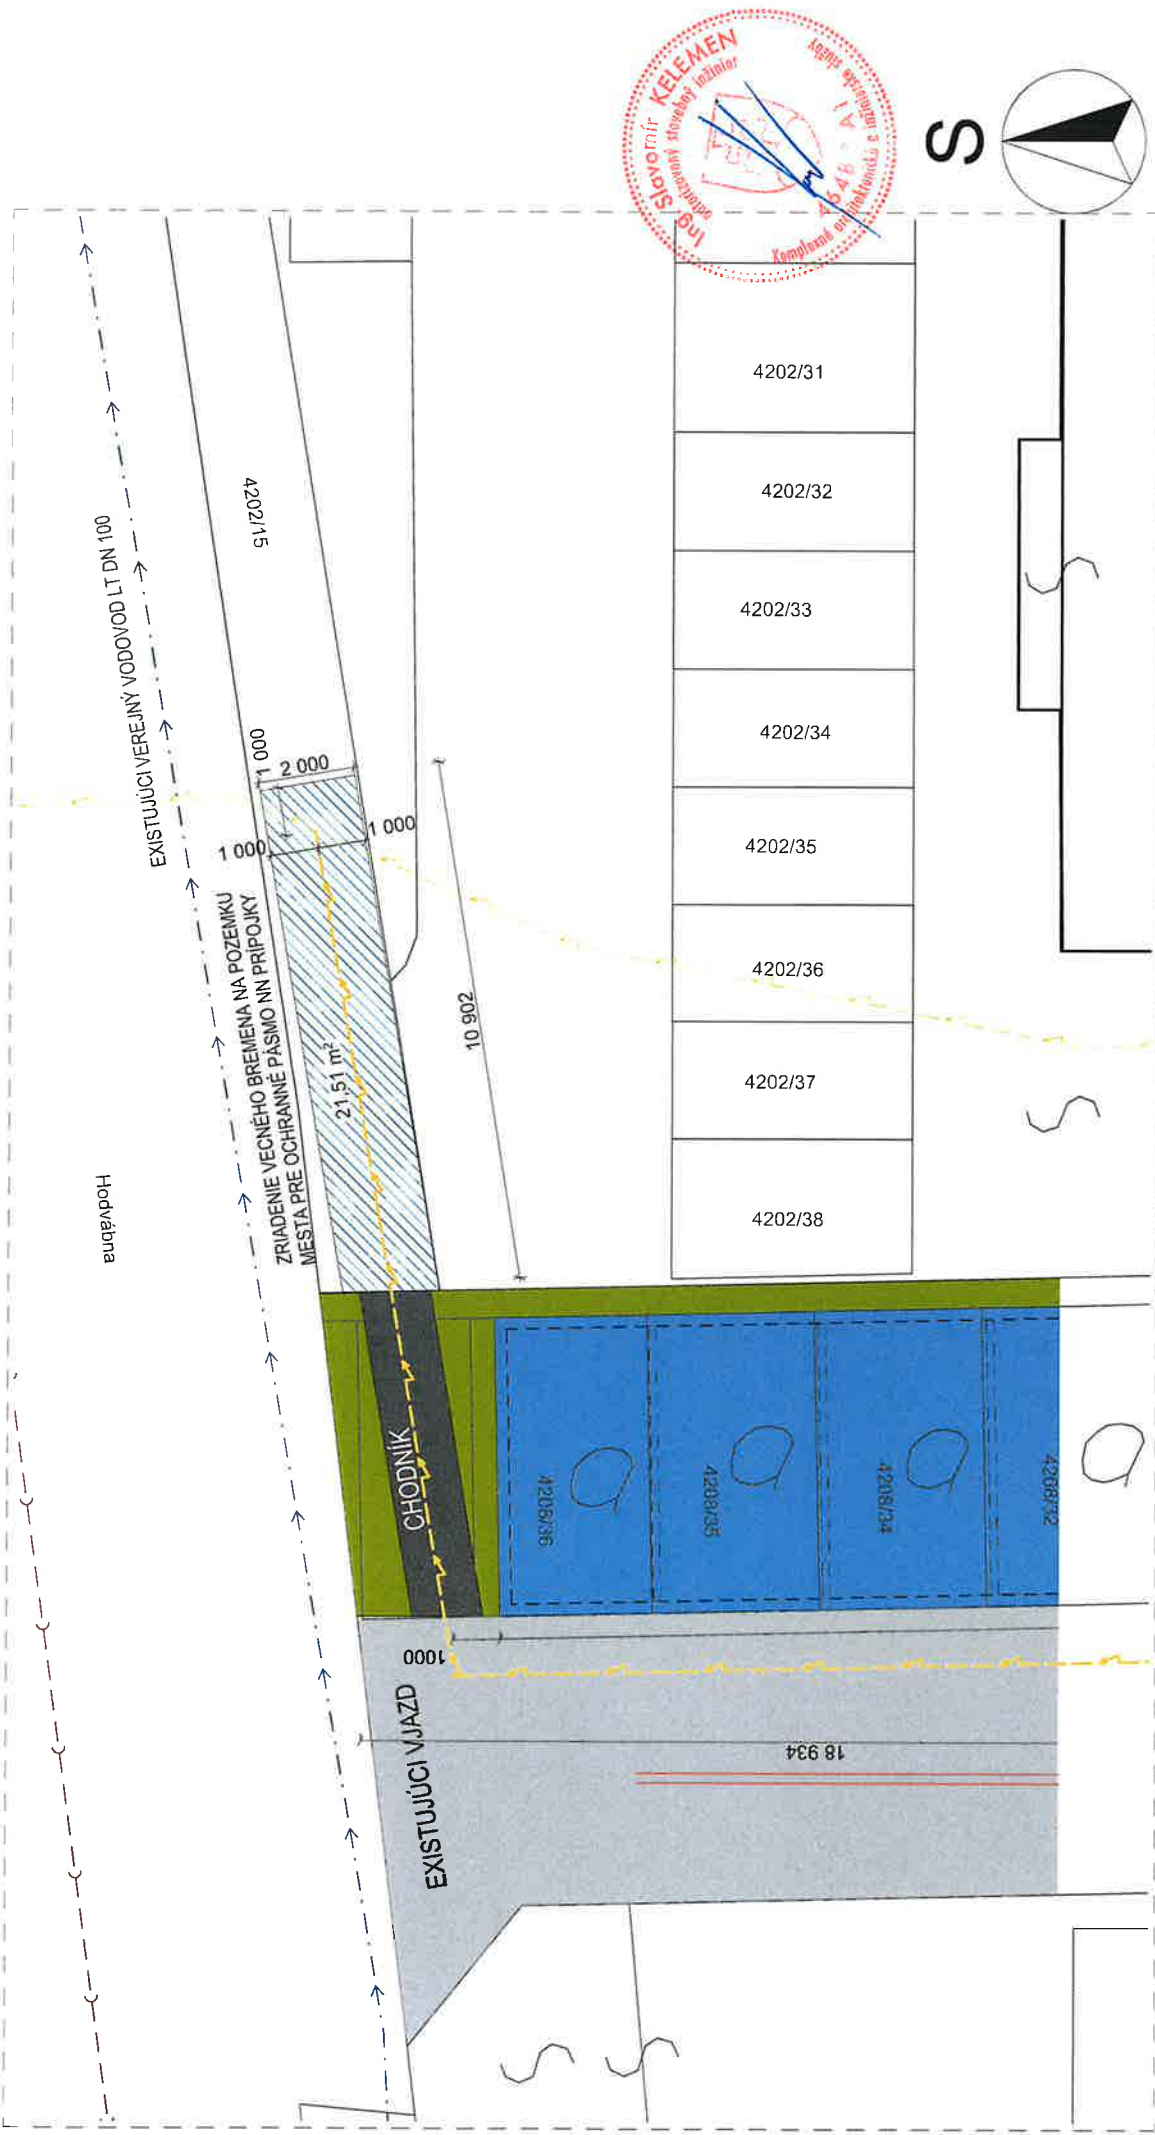 Ing. Slavomír KELEMEN
autorizovaný stavebný inžinier
Komplexné architektonické a inžinierske služby
S
EXISTUJÚCI VEREJNÝ VODOVOD LT DN 100
4202/15
4202/31
4202/32
4202/33
4202/34
4202/35
4202/36
4202/37
4202/38
1 000
2 000
1 000
1 000
ZRIADENIE VECNÉHO BREMENA NA POZEMKU
MESTA PRE OCHRANNÉ PÁSMO NN PRÍPOJKY
21,51 m²
10 902
Hodvábna
CHODNÍK
4208/36
4208/35
4208/34
4208/32
1000
EXISTUJÚCI VJAZD
18 934